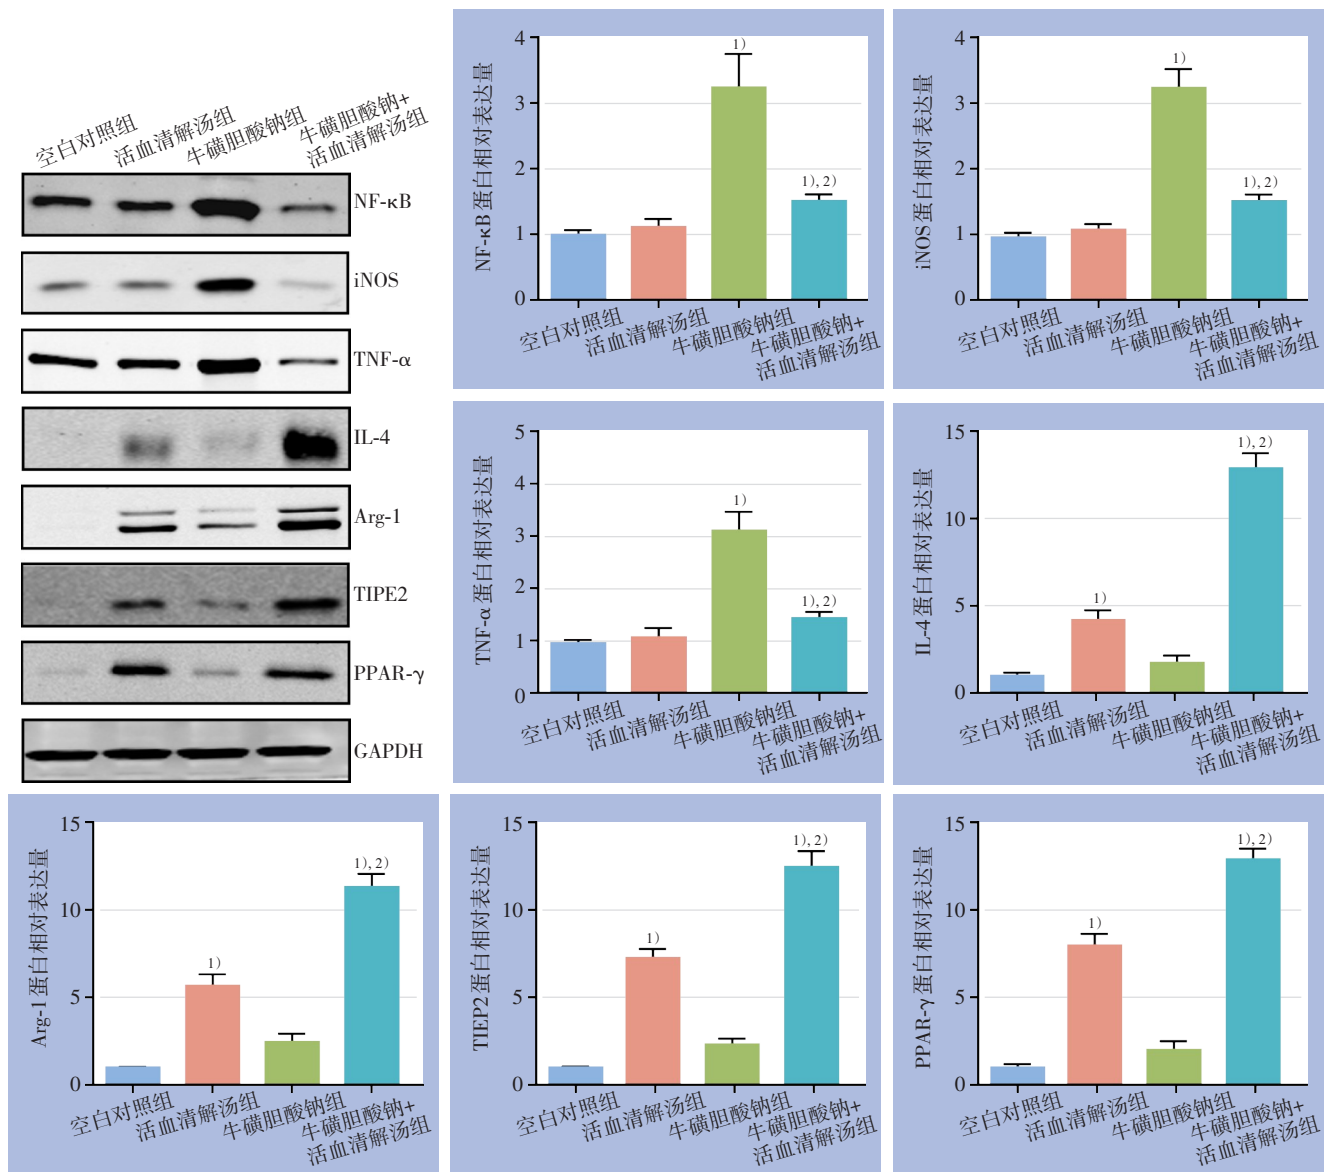 空白对照组
活血清解汤组
牛磺胆酸钠组
牛磺胆酸钠+
活血清解汤组
NF-κB
iNOS
TNF-α
IL-4
Arg-1
TIPE2
PPAR-γ
GAPDH
NF-κB 蛋白相对表达量
4
3
2
1
0
1)
1), 2)
空白对照组
活血清解汤组
牛磺胆酸钠组
牛磺胆酸钠+
活血清解汤组
iNOS 蛋白相对表达量
4
3
2
1
0
1)
1), 2)
空白对照组
活血清解汤组
牛磺胆酸钠组
牛磺胆酸钠+
活血清解汤组
TNF-α 蛋白相对表达量
5
4
3
2
1
0
1)
1), 2)
空白对照组
活血清解汤组
牛磺胆酸钠组
牛磺胆酸钠+
活血清解汤组
IL-4 蛋白相对表达量
15
10
5
0
1)
1), 2)
空白对照组
活血清解汤组
牛磺胆酸钠组
牛磺胆酸钠+
活血清解汤组
Arg-1 蛋白相对表达量
15
10
5
0
1)
1), 2)
空白对照组
活血清解汤组
牛磺胆酸钠组
牛磺胆酸钠+
活血清解汤组
TIEP2 蛋白相对表达量
15
10
5
0
1)
1), 2)
空白对照组
活血清解汤组
牛磺胆酸钠组
牛磺胆酸钠+
活血清解汤组
PPAR-γ 蛋白相对表达量
15
10
5
0
1)
1), 2)
空白对照组
活血清解汤组
牛磺胆酸钠组
牛磺胆酸钠+
活血清解汤组